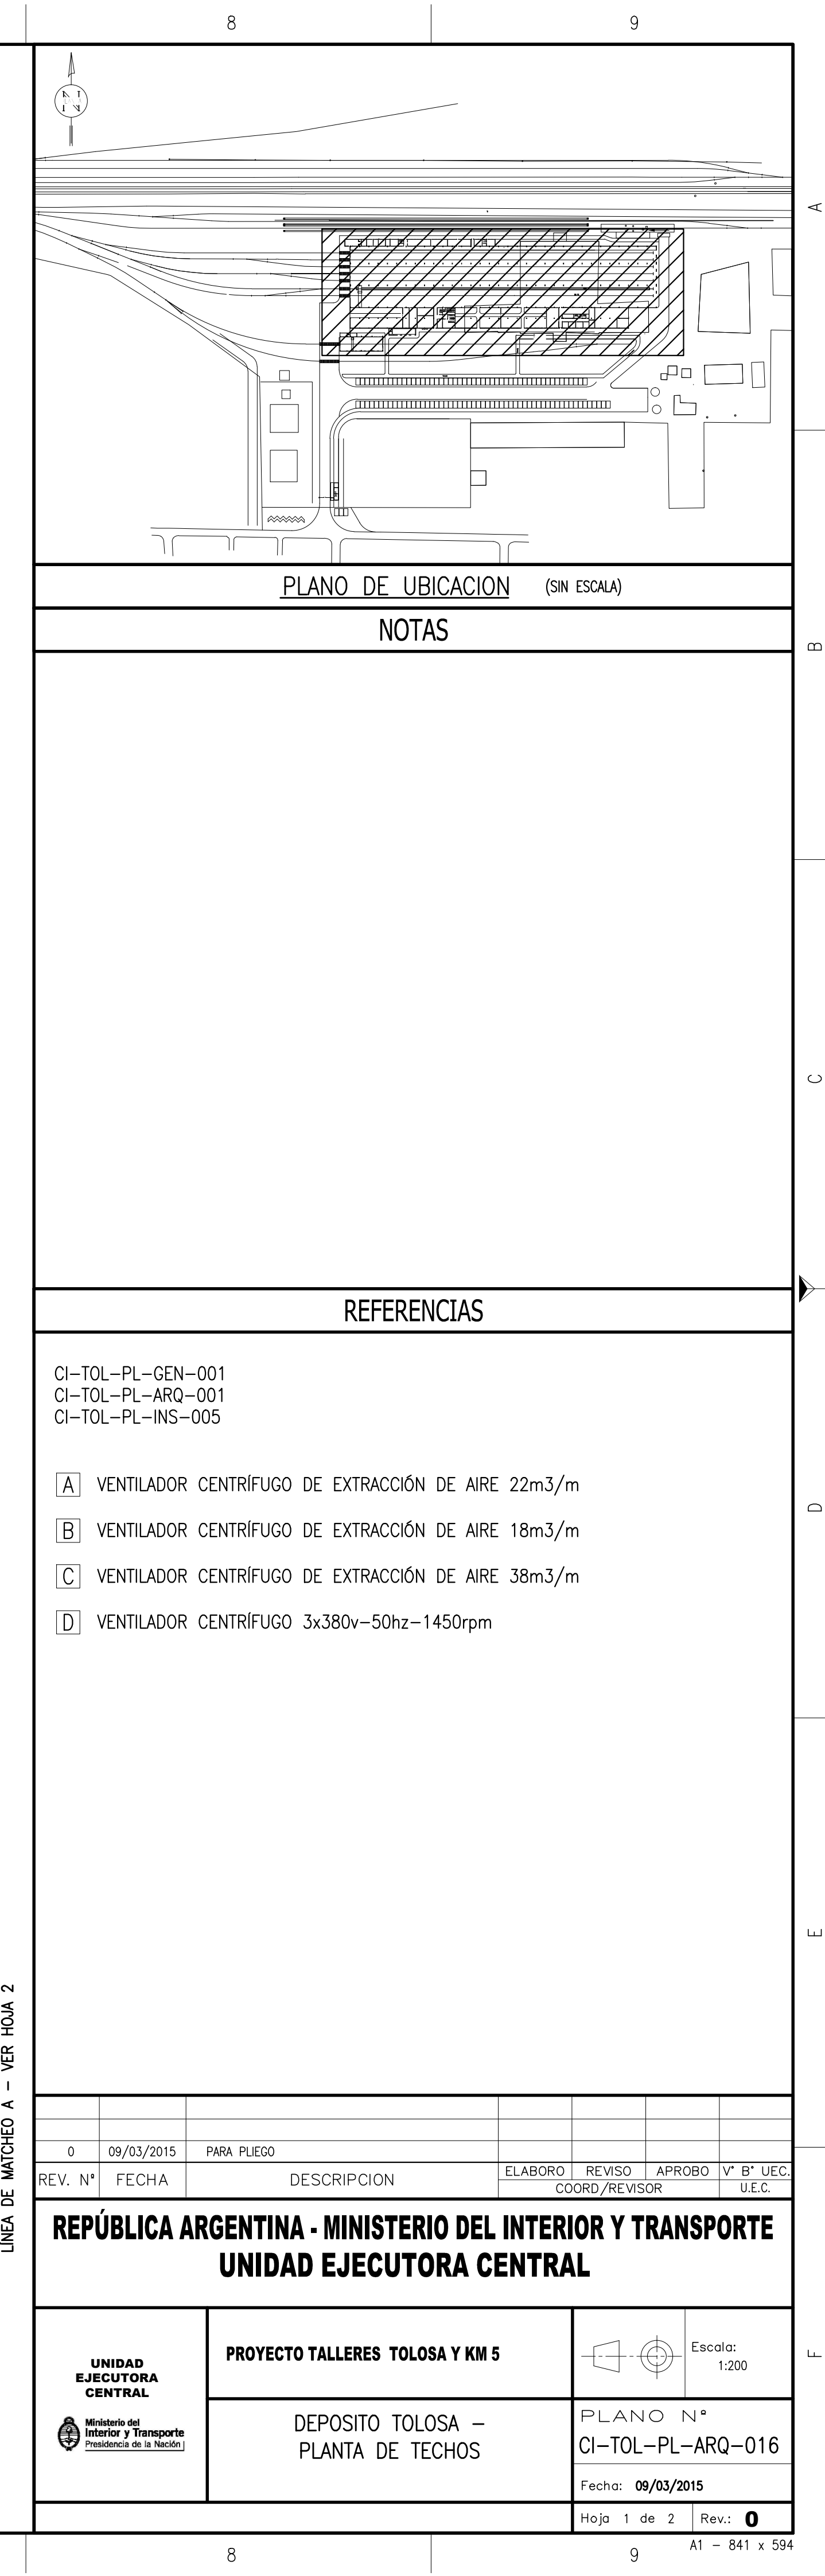 8
9
N
A
PLANO DE UBICACION (SIN ESCALA)
NOTAS
B
C
REFERENCIAS
CI-TOL-PL-GEN-001
CI-TOL-PL-ARQ-001
CI-TOL-PL-INS-005
A VENTILADOR CENTRÍFUGO DE EXTRACCIÓN DE AIRE 22m3/m
B VENTILADOR CENTRÍFUGO DE EXTRACCIÓN DE AIRE 18m3/m
C VENTILADOR CENTRÍFUGO DE EXTRACCIÓN DE AIRE 38m3/m
D VENTILADOR CENTRÍFUGO 3x380v-50hz-1450rpm
D
E
LÍNEA DE MATCHEO A - VER HOJA 2
0 09/03/2015 PARA PLIEGO
REV. Nº FECHA DESCRIPCION ELABORO REVISO APROBO V° B° UEC.
COORD/REVISOR U.E.C.
REPÚBLICA ARGENTINA - MINISTERIO DEL INTERIOR Y TRANSPORTE
UNIDAD EJECUTORA CENTRAL
F
UNIDAD
EJECUTORA
CENTRAL
Ministerio del
Interior y Transporte
Presidencia de la Nación
PROYECTO TALLERES TOLOSA Y KM 5
Escala:
1:200
DEPOSITO TOLOSA -
PLANTA DE TECHOS
PLANO Nº
CI-TOL-PL-ARQ-016
Fecha: 09/03/2015
Hoja 1 de 2 Rev.: 0
A1 - 841 x 594
8
9